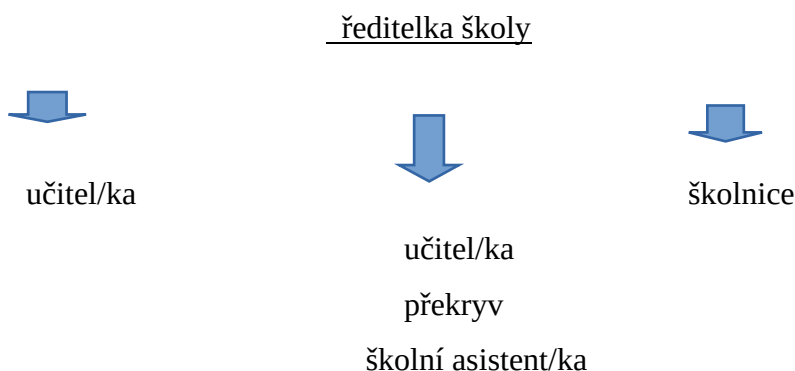 ředitelka školy
učitel/ka
školnice
učitel/ka
překryv
školní asistent/ka